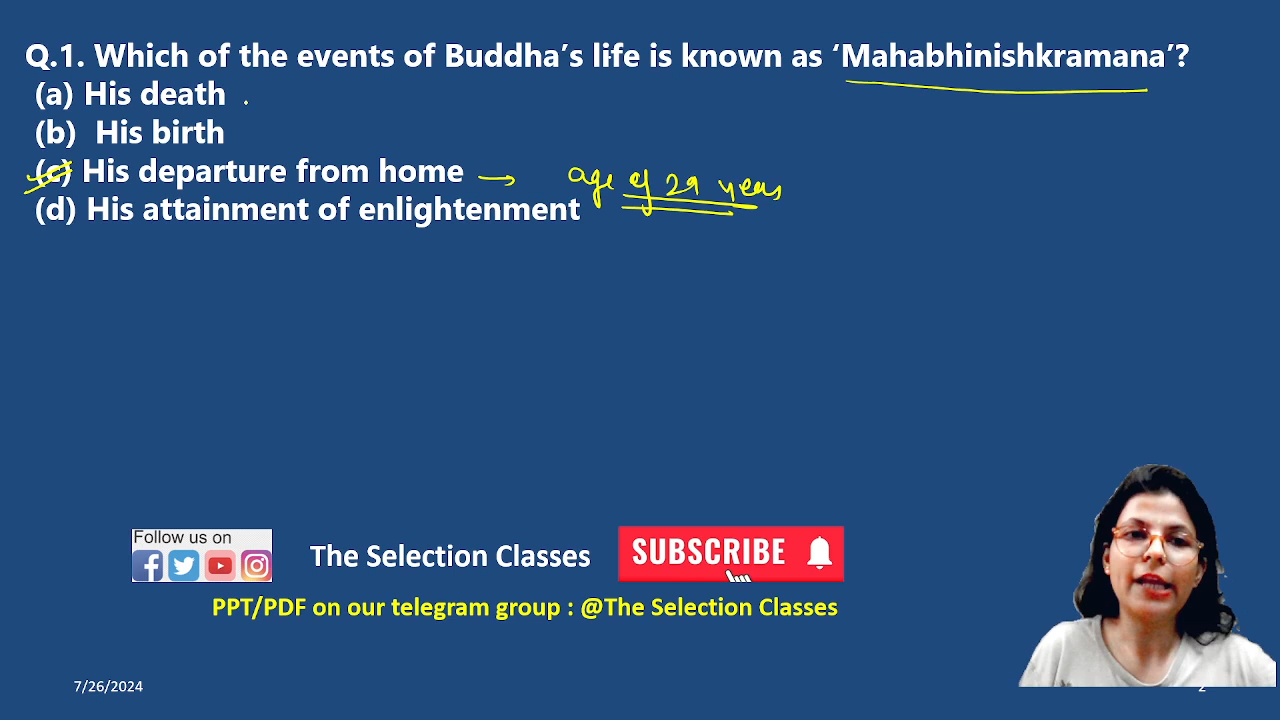 Q.1. Which of the events of Buddha’s life is known as ‘Mahabhinishkramana’?
(a) His death
(b) His birth
(c) His departure from home → age of 29 years
(d) His attainment of enlightenment
Follow us on
The Selection Classes
SUBSCRIBE
PPT/PDF on our telegram group : @The Selection Classes
7/26/2024
2